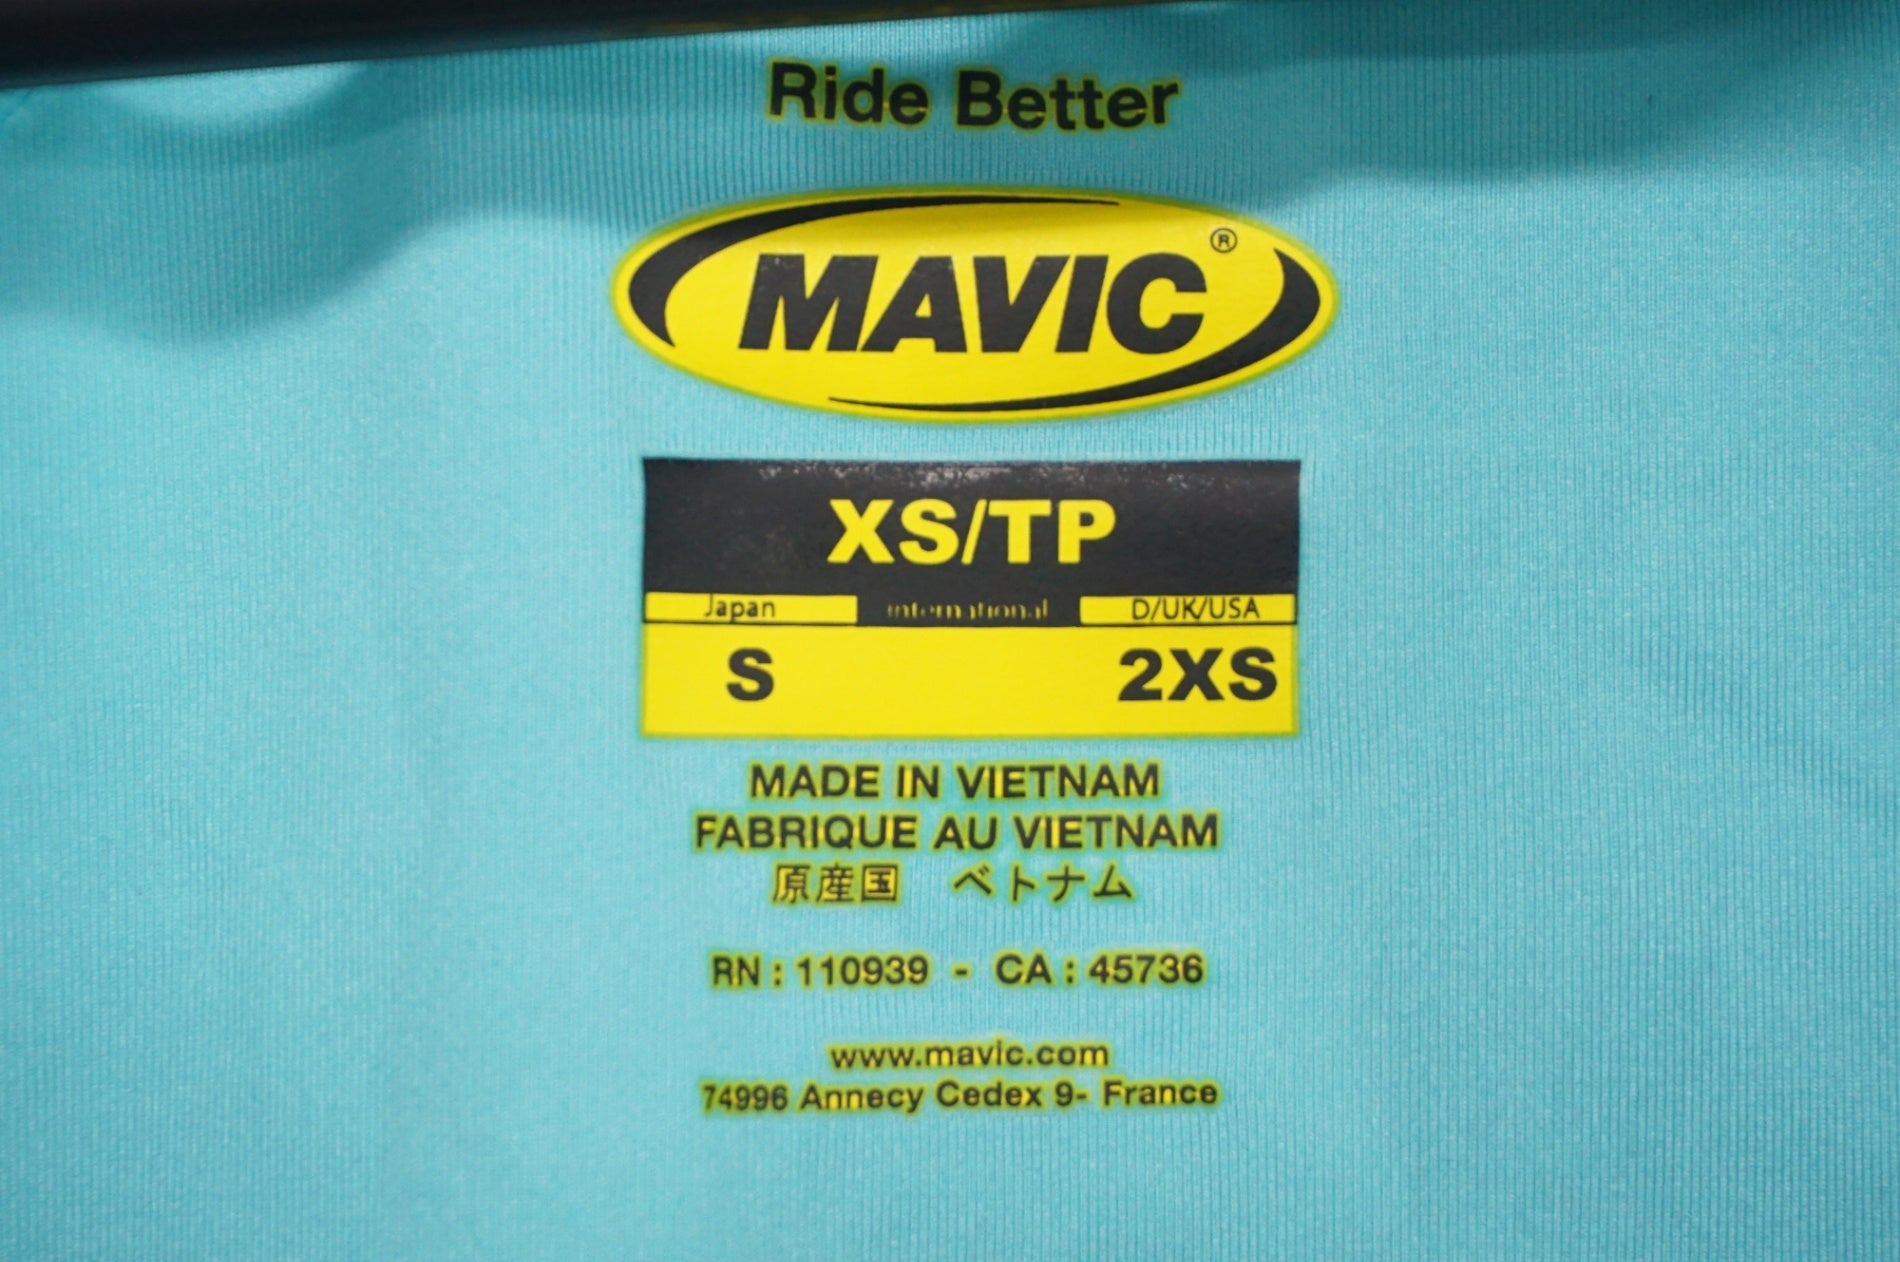 Ride Better
MAVIC®
XS/TP
Japan international D/UK/USA
S 2XS
MADE IN VIETNAM
FABRIQUE AU VIETNAM
原産国　ベトナム
RN : 110939 - CA : 45736
www.mavic.com
74996 Annecy Cedex 9- France